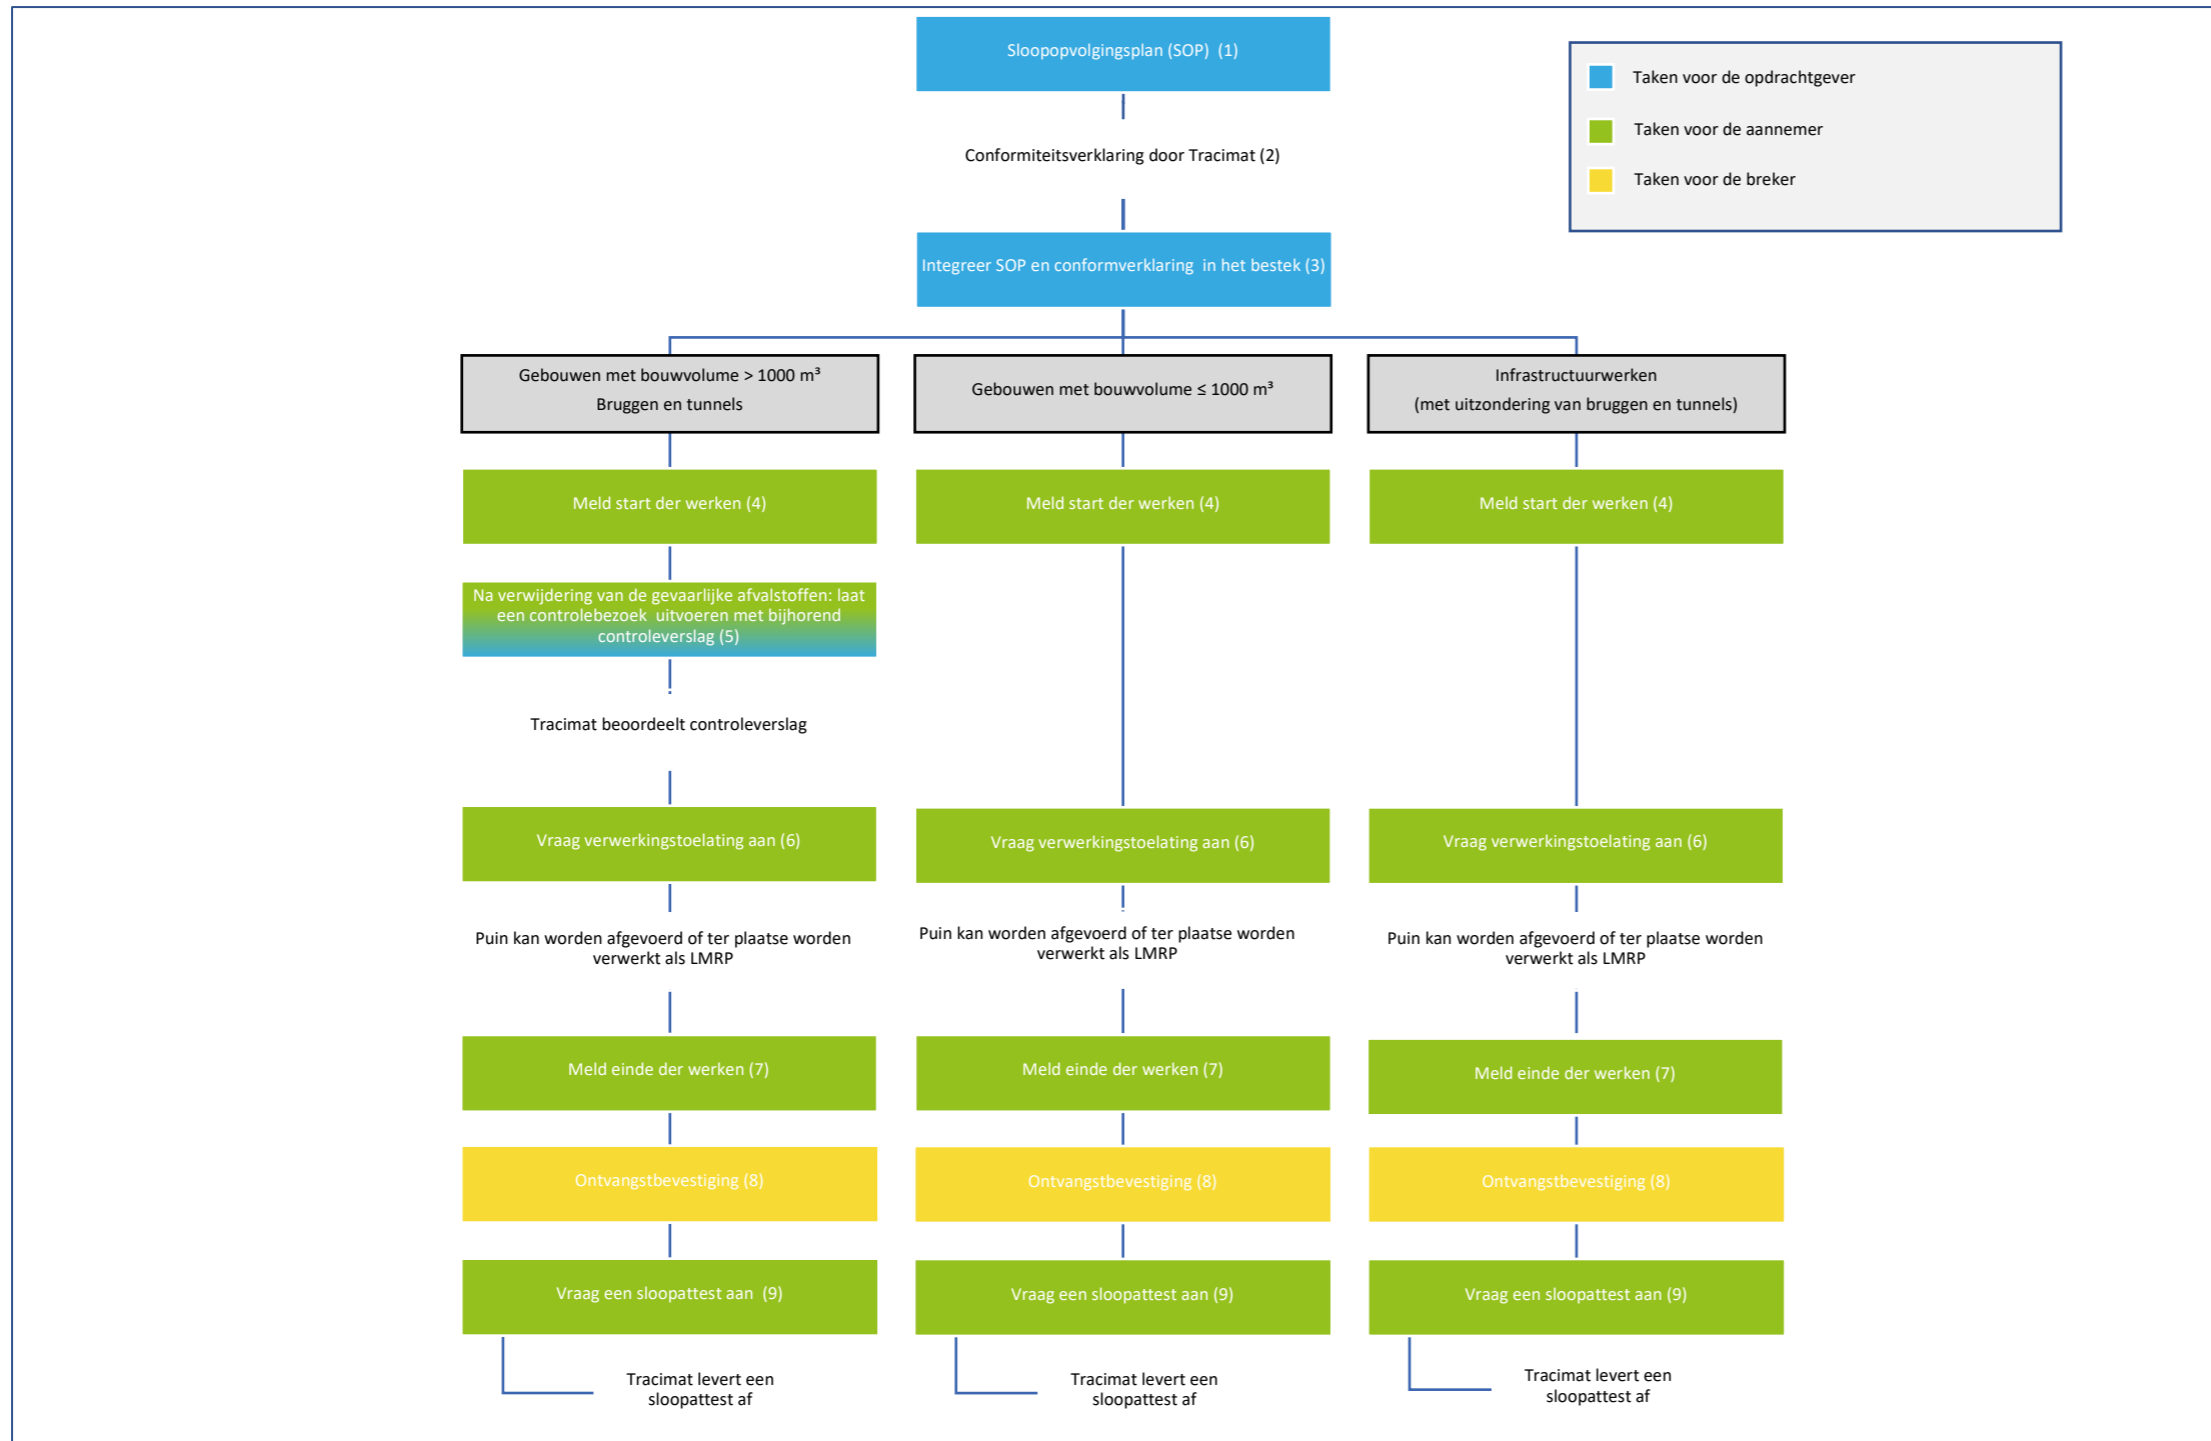 Sloopopvolgingsplan (SOP) (1)
Taken voor de opdrachtgever
Taken voor de aannemer
Taken voor de breker
Conformiteitsverklaring door Tracimat (2)
Integreer SOP en conformverklaring in het bestek (3)
Gebouwen met bouwvolume > 1000 m³
Bruggen en tunnels
Gebouwen met bouwvolume ≤ 1000 m³
Infrastructuurwerken
(met uitzondering van bruggen en tunnels)
Meld start der werken (4)
Meld start der werken (4)
Meld start der werken (4)
Na verwijdering van de gevaarlijke afvalstoffen: laat
een controlebezoek uitvoeren met bijhorend
controleverslag (5)
Tracimat beoordeelt controleverslag
Vraag verwerkingstoelating aan (6)
Vraag verwerkingstoelating aan (6)
Vraag verwerkingstoelating aan (6)
Puin kan worden afgevoerd of ter plaatse worden
verwerkt als LMRP
Puin kan worden afgevoerd of ter plaatse worden
verwerkt als LMRP
Puin kan worden afgevoerd of ter plaatse worden
verwerkt als LMRP
Meld einde der werken (7)
Meld einde der werken (7)
Meld einde der werken (7)
Ontvangstbevestiging (8)
Ontvangstbevestiging (8)
Ontvangstbevestiging (8)
Vraag een sloopattest aan (9)
Vraag een sloopattest aan (9)
Vraag een sloopattest aan (9)
Tracimat levert een
sloopattest af
Tracimat levert een
sloopattest af
Tracimat levert een
sloopattest af